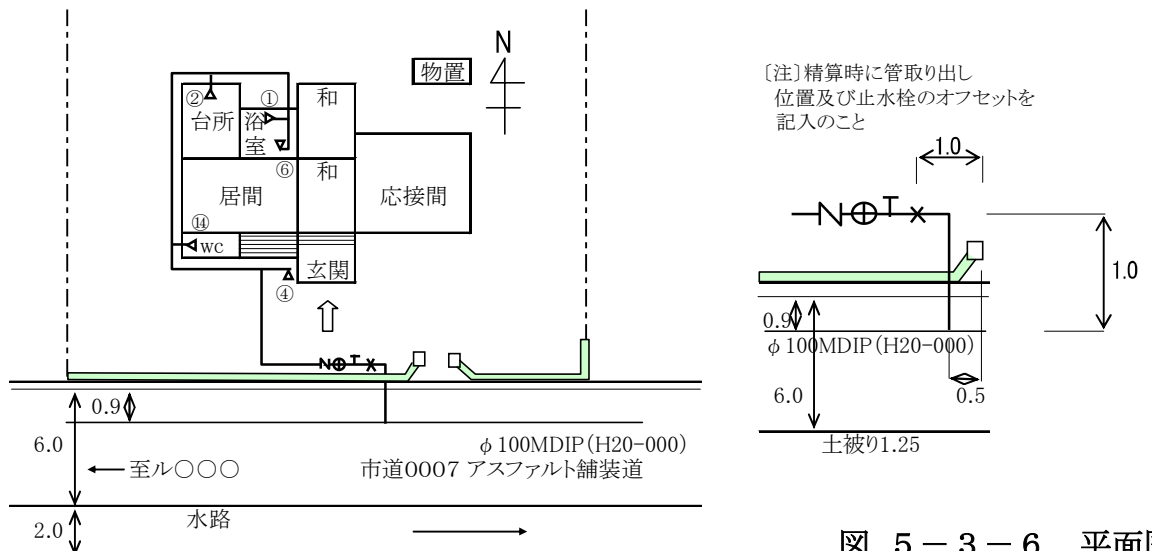 N
物置
②
①
和
台所
浴
室
⑥
和
居間
応接間
⑭
wc
玄関
④
N
T
0.9
6.0
φ100MDIP(H20-000)
至ル〇〇〇
市道0007 アスファルト舗装道
水路
2.0
〔注〕精算時に管取り出し
位置及び止水栓のオフセットを
記入のこと
1.0
N
T
1.0
0.9
φ100MDIP(H20-000)
6.0
0.5
土被り1.25
図 5-3-6 平面図